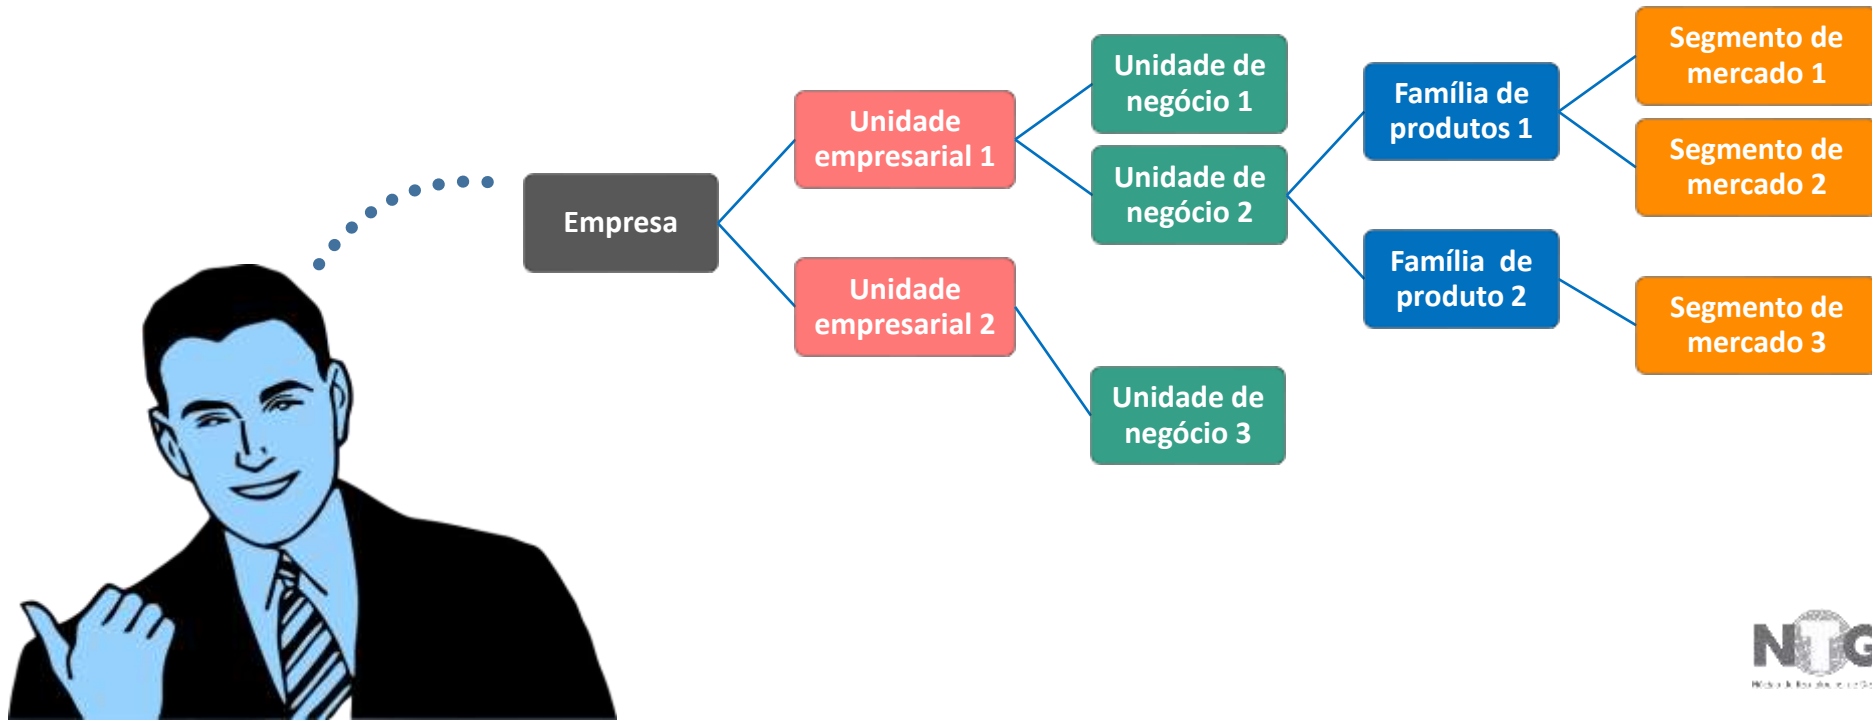 Empresa
Unidade
empresarial 1
Unidade
empresarial 2
Unidade de
negócio 1
Unidade de
negócio 2
Unidade de
negócio 3
Família de
produtos 1
Família de
produto 2
Segmento de
mercado 1
Segmento de
mercado 2
Segmento de
mercado 3
NTG